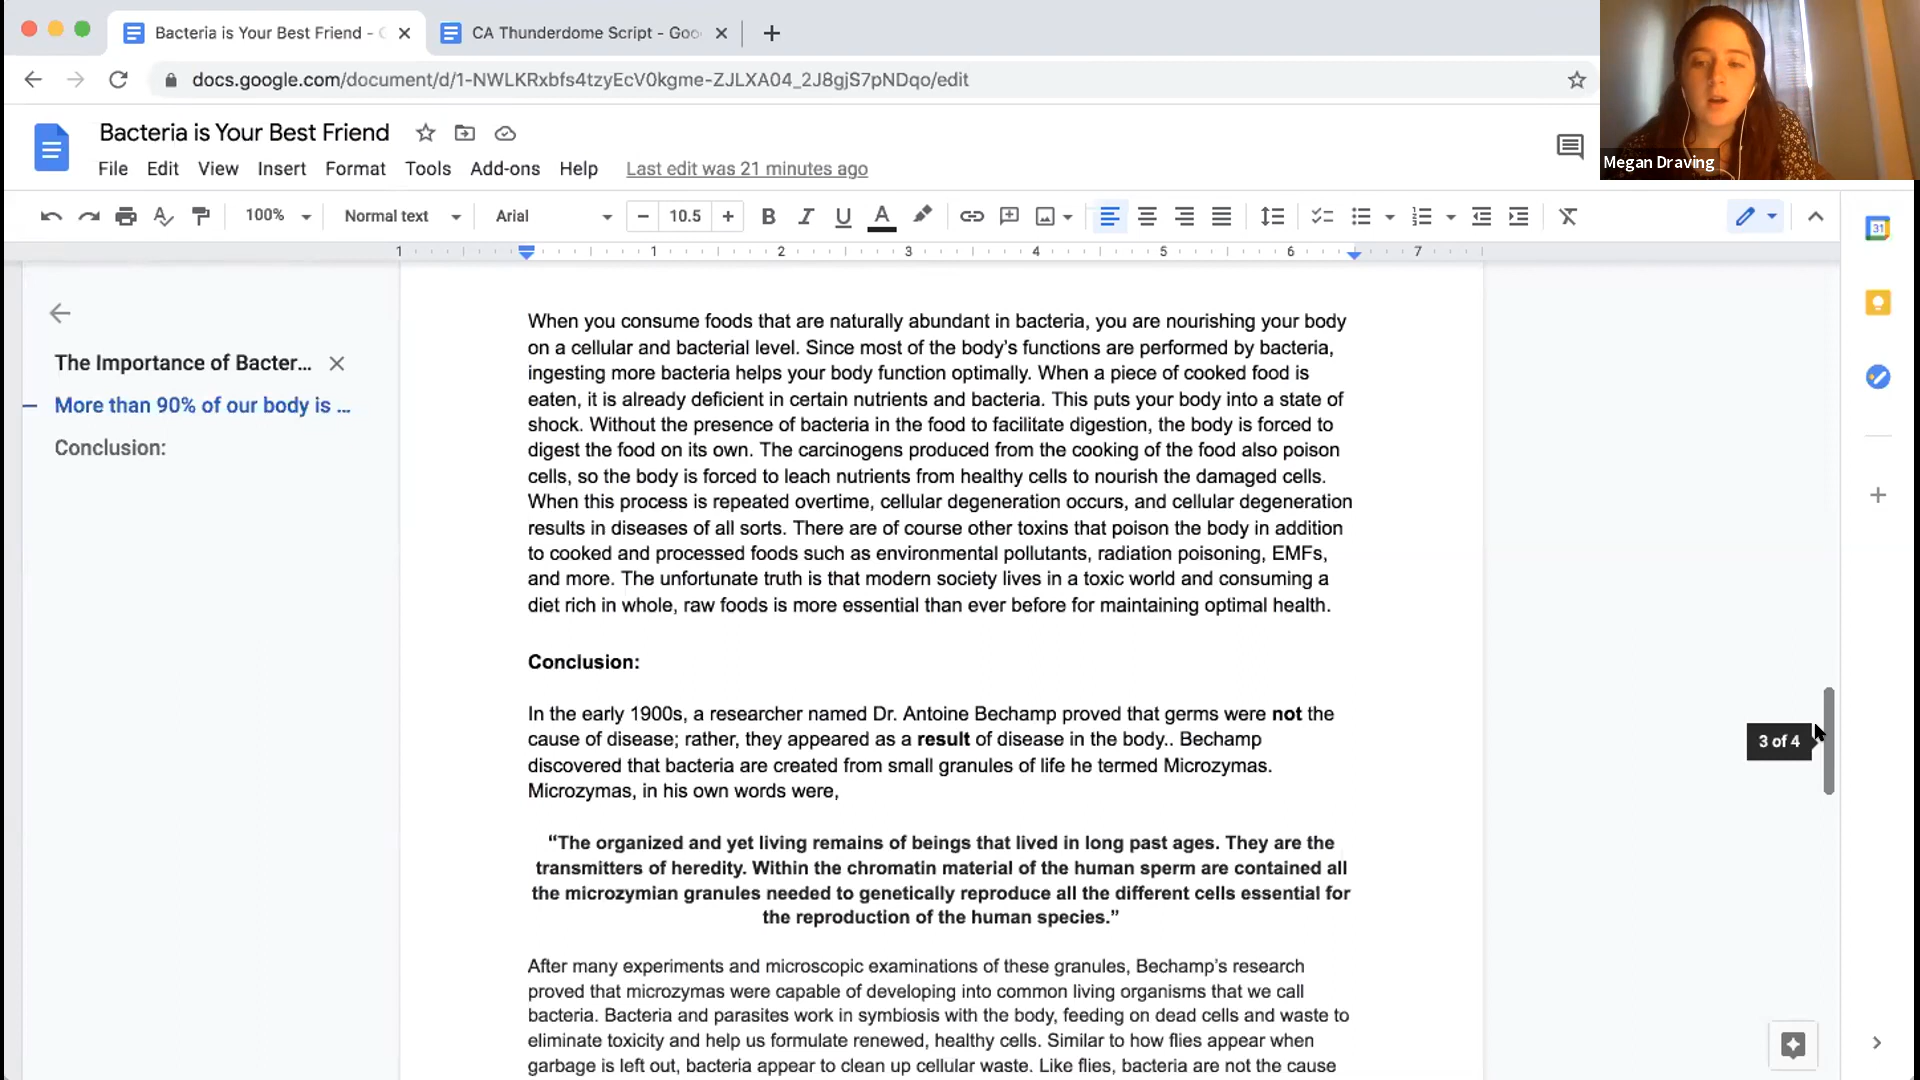 Bacteria is Your Best Friend - G
CA Thunderdome Script - Goo
docs.google.com/document/d/1-NWLKRxbfs4tzyEcV0kgme-ZJLXA04_2J8gjS7pNDqo/edit
Megan Draving
Bacteria is Your Best Friend
File Edit View Insert Format Tools Add-ons Help Last edit was 21 minutes ago
100% Normal text Arial 10.5 B I U A
31
1 1 2 3 4 5 6 7
The Importance of Bacter...
More than 90% of our body is ...
Conclusion:
When you consume foods that are naturally abundant in bacteria, you are nourishing your body
on a cellular and bacterial level. Since most of the body's functions are performed by bacteria,
ingesting more bacteria helps your body function optimally. When a piece of cooked food is
eaten, it is already deficient in certain nutrients and bacteria. This puts your body into a state of
shock. Without the presence of bacteria in the food to facilitate digestion, the body is forced to
digest the food on its own. The carcinogens produced from the cooking of the food also poison
cells, so the body is forced to leach nutrients from healthy cells to nourish the damaged cells.
When this process is repeated overtime, cellular degeneration occurs, and cellular degeneration
results in diseases of all sorts. There are of course other toxins that poison the body in addition
to cooked and processed foods such as environmental pollutants, radiation poisoning, EMFs,
and more. The unfortunate truth is that modern society lives in a toxic world and consuming a
diet rich in whole, raw foods is more essential than ever before for maintaining optimal health.
Conclusion:
In the early 1900s, a researcher named Dr. Antoine Bechamp proved that germs were not the
cause of disease; rather, they appeared as a result of disease in the body.. Bechamp
discovered that bacteria are created from small granules of life he termed Microzymas.
Microzymas, in his own words were,
3 of 4
“The organized and yet living remains of beings that lived in long past ages. They are the
transmitters of heredity. Within the chromatin material of the human sperm are contained all
the microzymian granules needed to genetically reproduce all the different cells essential for
the reproduction of the human species.”
After many experiments and microscopic examinations of these granules, Bechamp's research
proved that microzymas were capable of developing into common living organisms that we call
bacteria. Bacteria and parasites work in symbiosis with the body, feeding on dead cells and waste to
eliminate toxicity and help us formulate renewed, healthy cells. Similar to how flies appear when
garbage is left out, bacteria appear to clean up cellular waste. Like flies, bacteria are not the cause